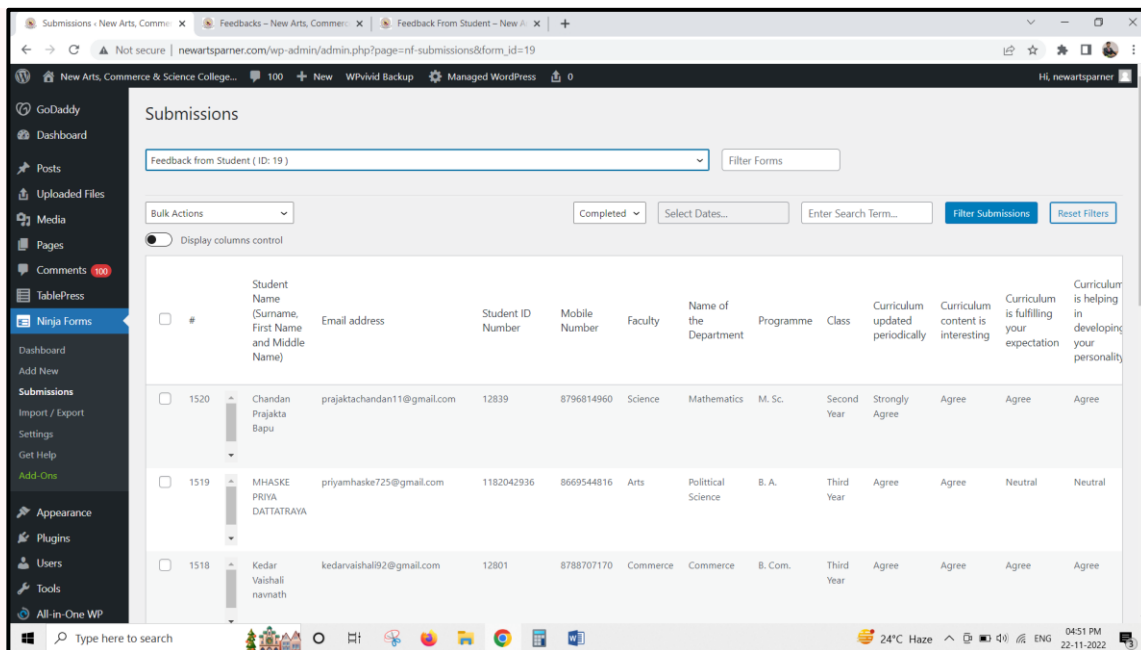 Submissions ‹ New Arts, Comme
Feedbacks – New Arts, Commerc
Feedback From Student – New A
Not secure | newartsparner.com/wp-admin/admin.php?page=nf-submissions&form_id=19
New Arts, Commerce & Science College... 100 + New WPvivid Backup Managed WordPress 0 Hi, newartsparner
GoDaddy
Dashboard
Posts
Uploaded Files
Media
Pages
Comments 100
TablePress
Ninja Forms
Dashboard
Add New
Submissions
Import / Export
Settings
Get Help
Add-Ons
Appearance
Plugins
Users
Tools
All-in-One WP
Submissions
Feedback from Student ( ID: 19 ) Filter Forms
Bulk Actions Completed Select Dates... Enter Search Term... Filter Submissions Reset Filters
Display columns control
#
Student
Name
(Surname,
First Name
and Middle
Name)
Email address
Student ID
Number
Mobile
Number
Faculty
Name of
the
Department
Programme
Class
Curriculum
updated
periodically
Curriculum
content is
interesting
Curriculum
is fulfilling
your
expectation
Curriculum
is helping
in
developing
your
personality
1520
Chandan
Prajakta
Bapu
prajaktachandan11@gmail.com
12839
8796814960
Science
Mathematics
M. Sc.
Second
Year
Strongly
Agree
Agree
Agree
Agree
1519
MHASKE
PRIYA
DATTATRAYA
priyamhaske725@gmail.com
1182042936
8669544816
Arts
Polittical
Science
B. A.
Third
Year
Agree
Agree
Neutral
Neutral
1518
Kedar
Vaishali
navnath
kedarvaishali92@gmail.com
12801
8788707170
Commerce
Commerce
B. Com.
Third
Year
Agree
Agree
Agree
Agree
Type here to search
24°C Haze
ENG
04:51 PM
22-11-2022
3